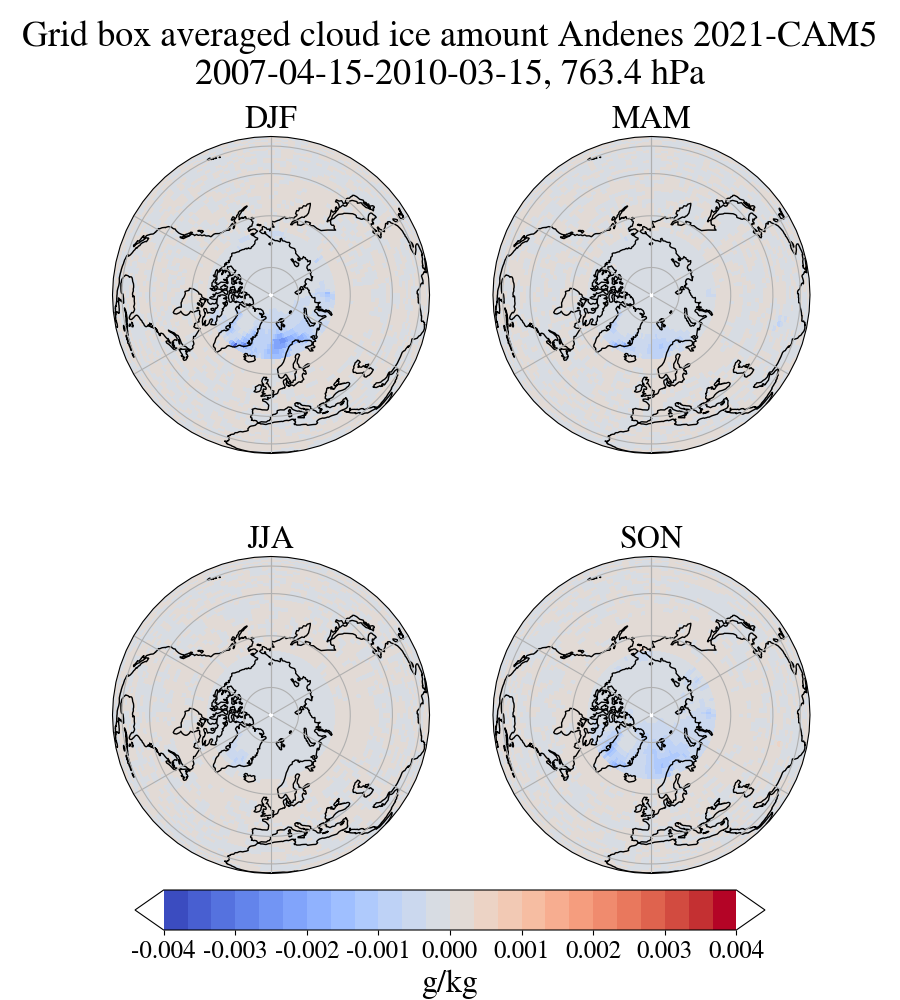 Grid box averaged cloud ice amount Andenes 2021-CAM5
2007-04-15-2010-03-15, 763.4 hPa
DJF MAM
JJA SON
-0.004 -0.003 -0.002 -0.001 0.000 0.001 0.002 0.003 0.004
g/kg